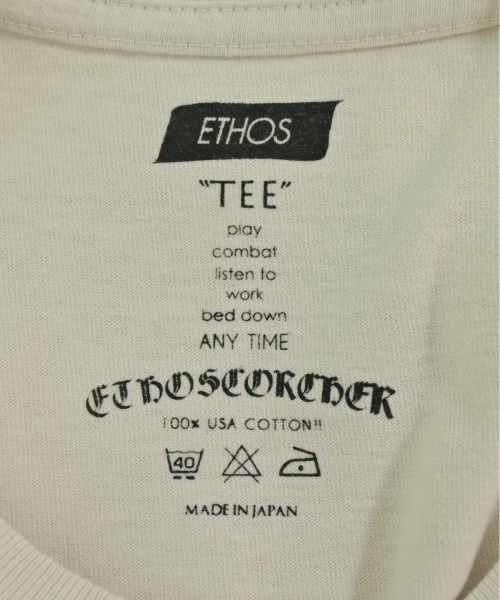 ETHOS
"TEE"
play
combat
listen to
work
bed down
ANY TIME
ETHOSCORCHER
100% USA COTTON!!
40
MADE IN JAPAN